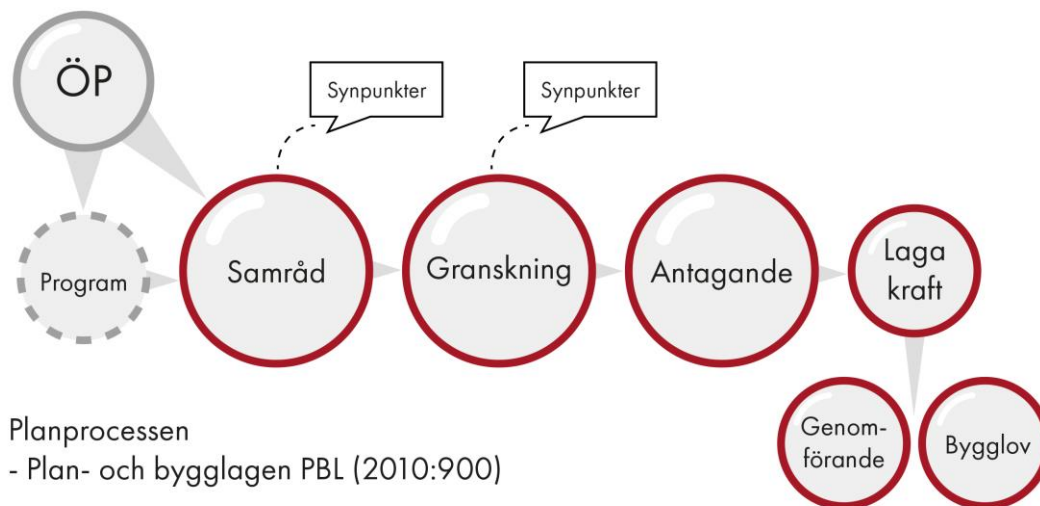 ÖP
Synpunkter
Synpunkter
Program
Samråd
Granskning
Antagande
Laga
kraft
Genom-
förande
Bygglov
Planprocessen
- Plan- och bygglagen PBL (2010:900)